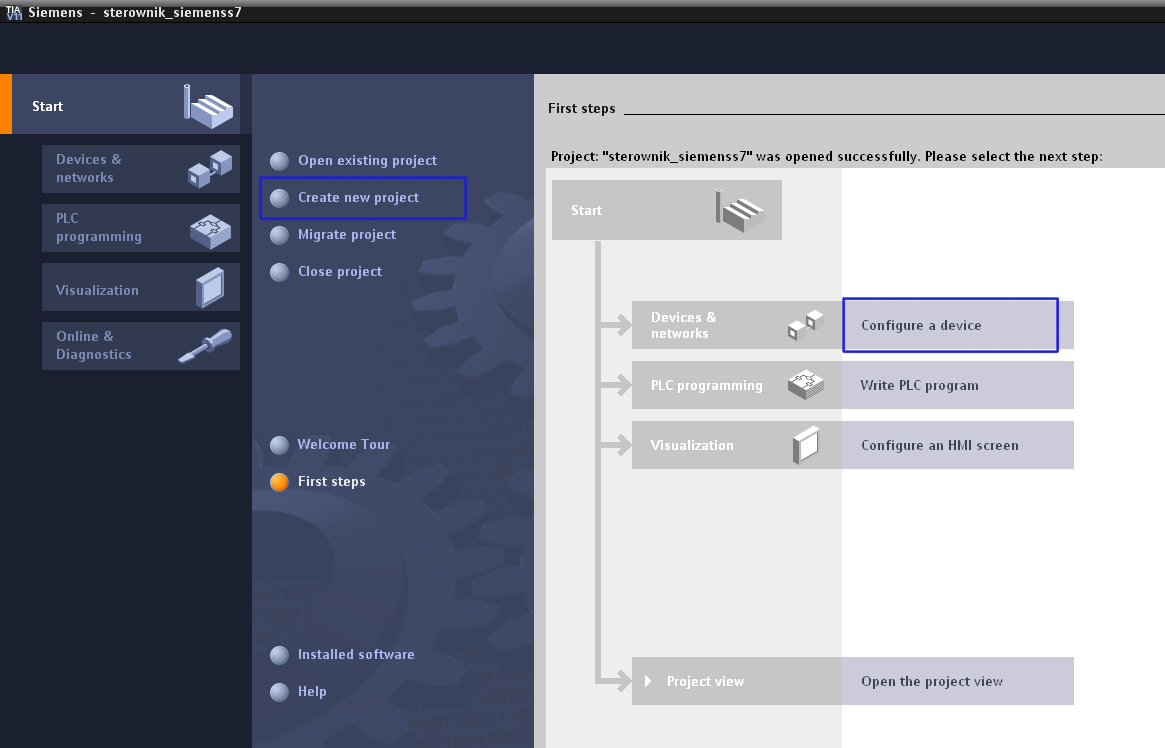 TIA
V11
Siemens - sterownik_siemenss7
Start
Devices &
networks
PLC
programming
Visualization
Online &
Diagnostics
Open existing project
Create new project
Migrate project
Close project
Welcome Tour
First steps
Installed software
Help
First steps
Project: "sterownik_siemenss7" was opened successfully. Please select the next step:
Start
Devices &
networks
Configure a device
PLC programming
Write PLC program
Visualization
Configure an HMI screen
Project view
Open the project view